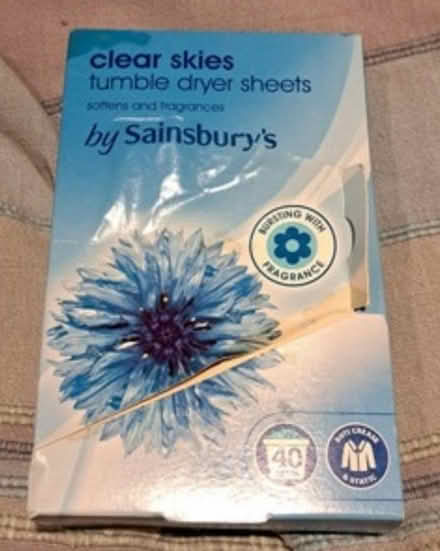 clear skies
tumble dryer sheets
softens and fragrances
by Sainsbury's
BURSTING WITH
FRAGRANCE
40
ANTI CREASE
& STATIC